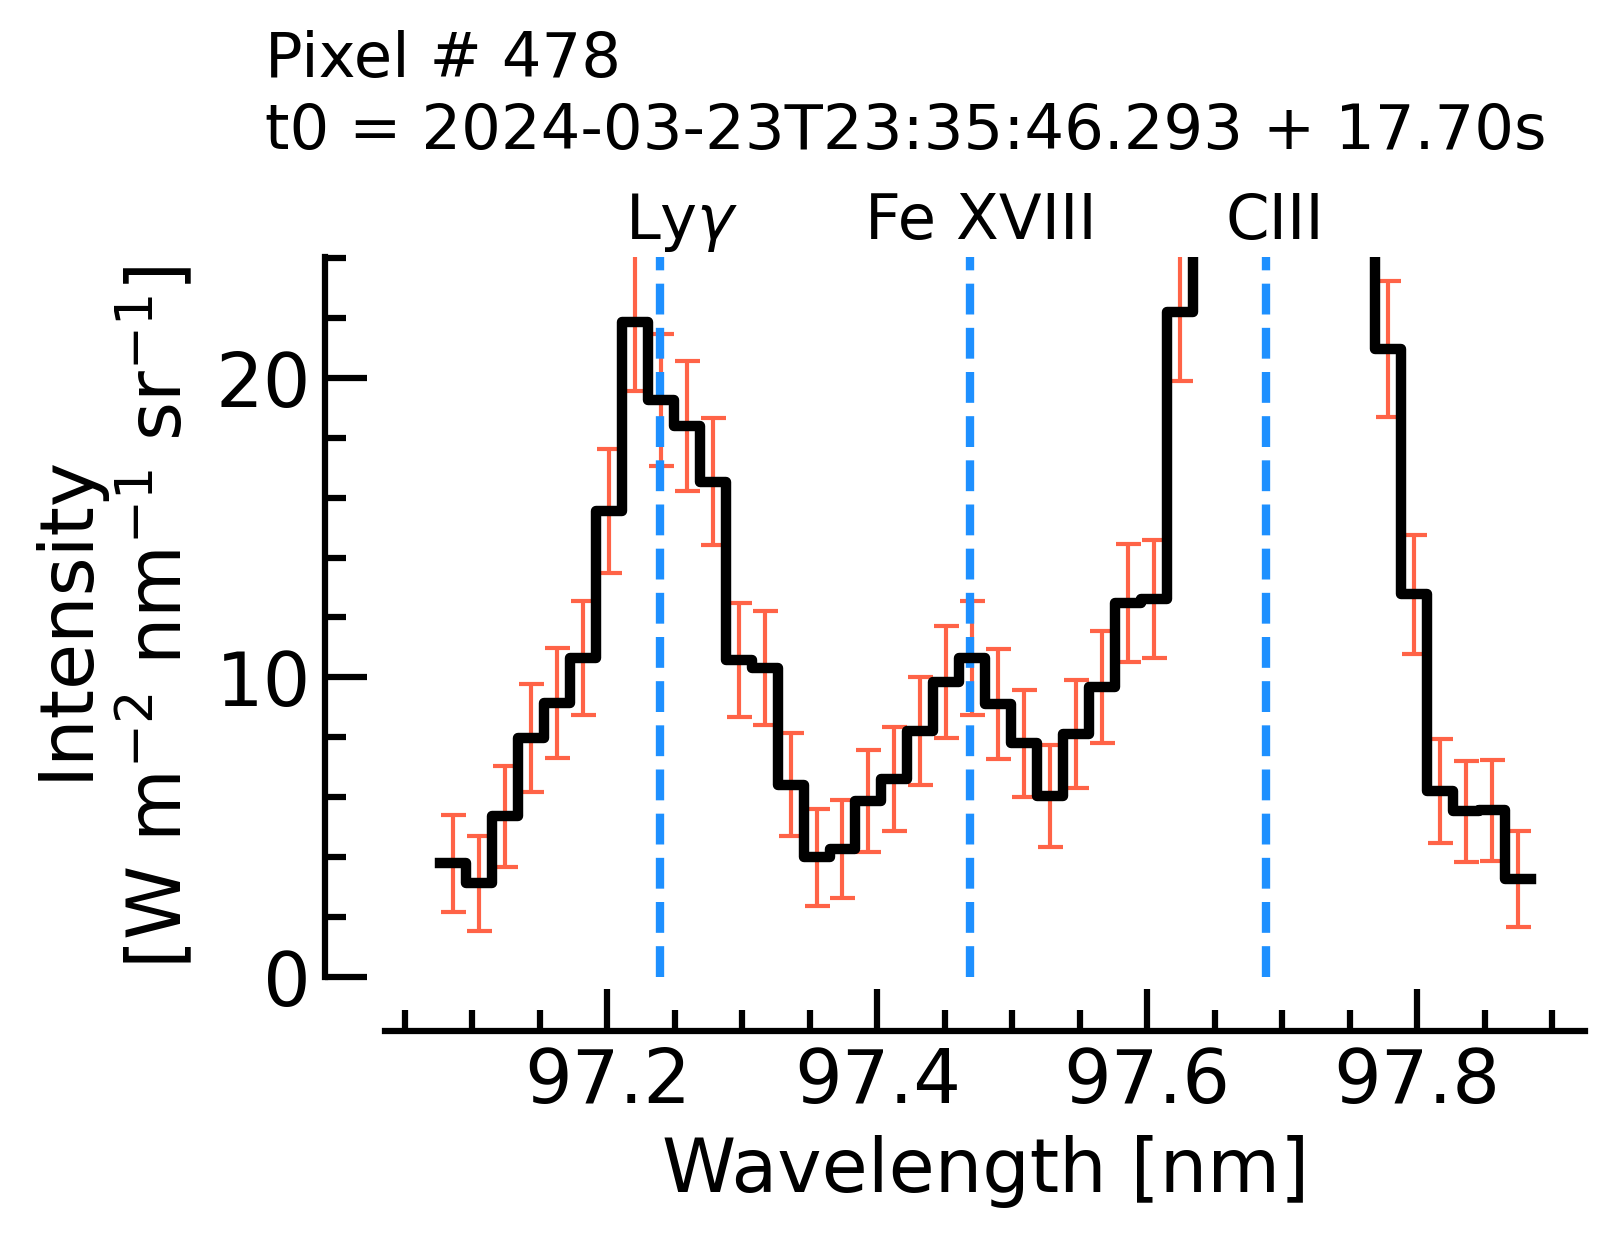 Pixel # 478
t0 = 2024-03-23T23:35:46.293 + 17.70s
Lyγ Fe XVIII CIII
Intensity
[W m⁻² nm⁻¹ sr⁻¹]
20
10
0
97.2 97.4 97.6 97.8
Wavelength [nm]